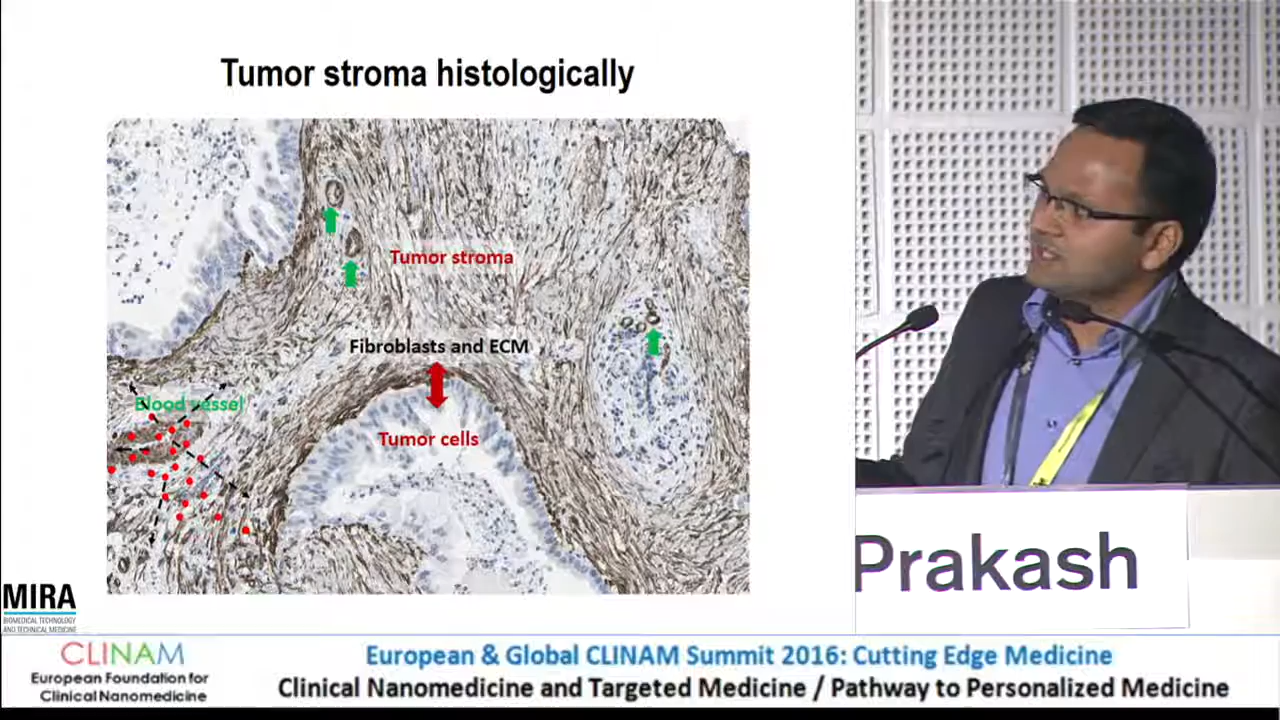 Tumor stroma histologically
Tumor stroma
Fibroblasts and ECM
Blood vessel
Tumor cells
Prakash
MIRA
BIOMEDICAL TECHNOLOGY
AND TECHNICAL MEDICINE
CLINAM
European Foundation for
Clinical Nanomedicine
European & Global CLINAM Summit 2016: Cutting Edge Medicine
Clinical Nanomedicine and Targeted Medicine / Pathway to Personalized Medicine